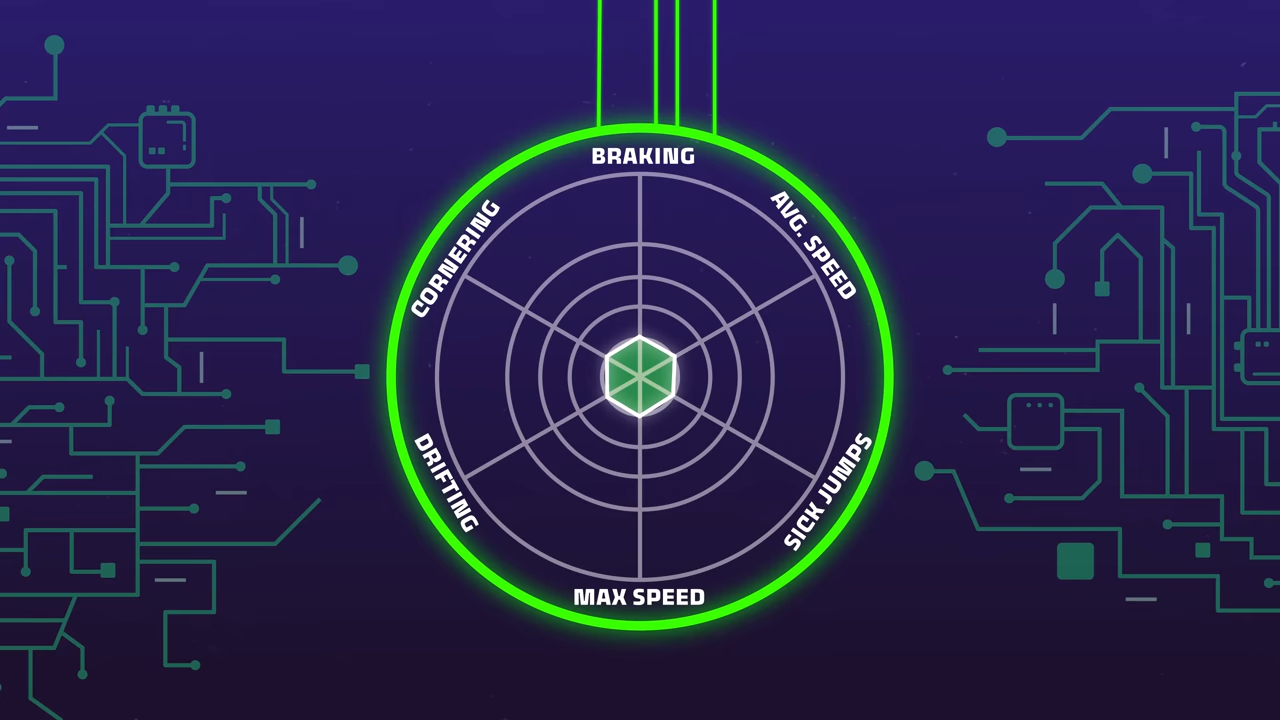 BRAKING
AVG. SPEED
SICK JUMPS
MAX SPEED
DRIFTING
CORNERING